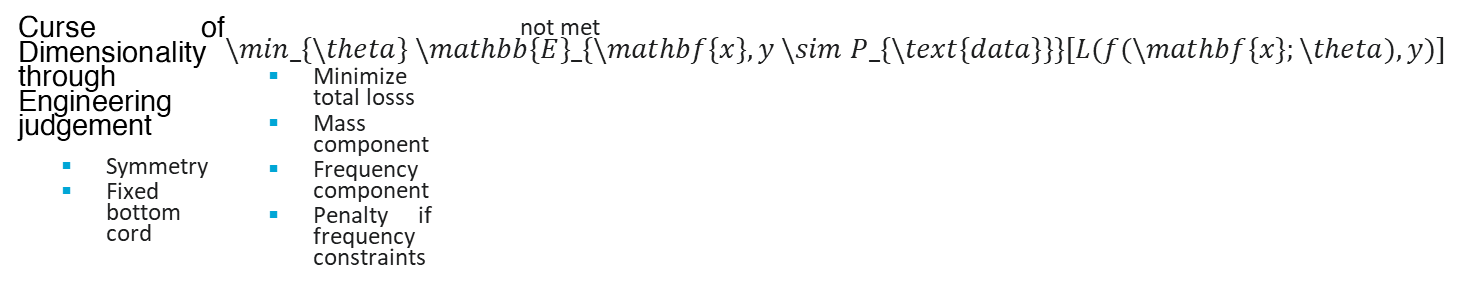 Curse of
Dimensionality
through
Engineering
judgement
▪ Symmetry
▪ Fixed
bottom
cord
▪ Minimize
total losss
▪ Mass
component
▪ Frequency
component
▪ Penalty if
frequency
constraints
not met
\min_{\theta} \mathbb{E}_{\mathbf{x}, y \sim P_{\text{data}}}[L(f(\mathbf{x}; \theta), y)]